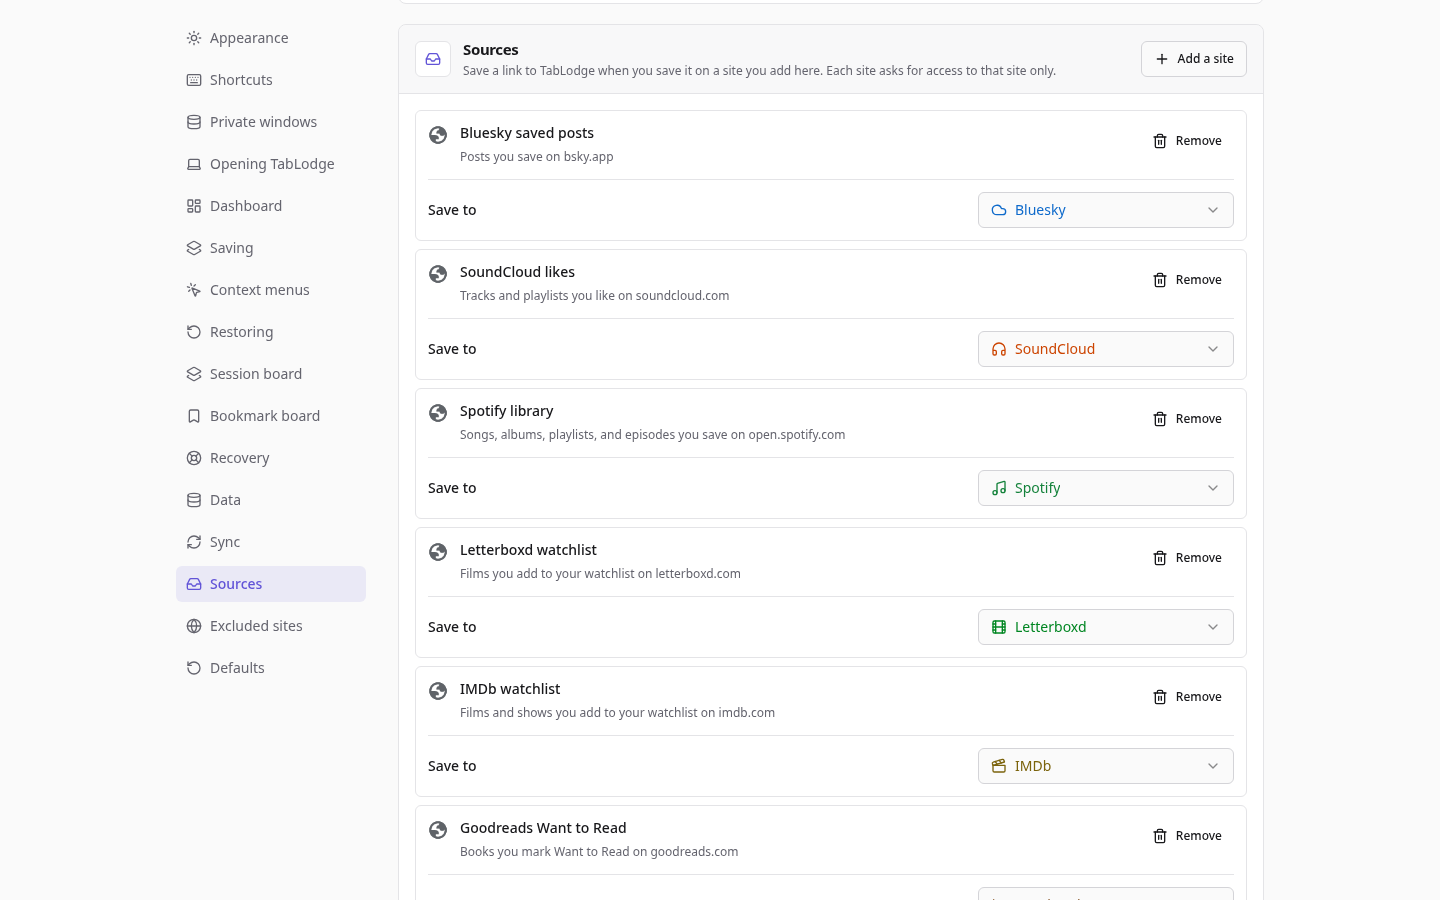 Appearance
Shortcuts
Private windows
Opening TabLodge
Dashboard
Saving
Context menus
Restoring
Session board
Bookmark board
Recovery
Data
Sync
Sources
Excluded sites
Defaults
Sources
Save a link to TabLodge when you save it on a site you add here. Each site asks for access to that site only.
Add a site
Bluesky saved posts
Posts you save on bsky.app
Remove
Save to
Bluesky
SoundCloud likes
Tracks and playlists you like on soundcloud.com
Remove
Save to
SoundCloud
Spotify library
Songs, albums, playlists, and episodes you save on open.spotify.com
Remove
Save to
Spotify
Letterboxd watchlist
Films you add to your watchlist on letterboxd.com
Remove
Save to
Letterboxd
IMDb watchlist
Films and shows you add to your watchlist on imdb.com
Remove
Save to
IMDb
Goodreads Want to Read
Books you mark Want to Read on goodreads.com
Remove